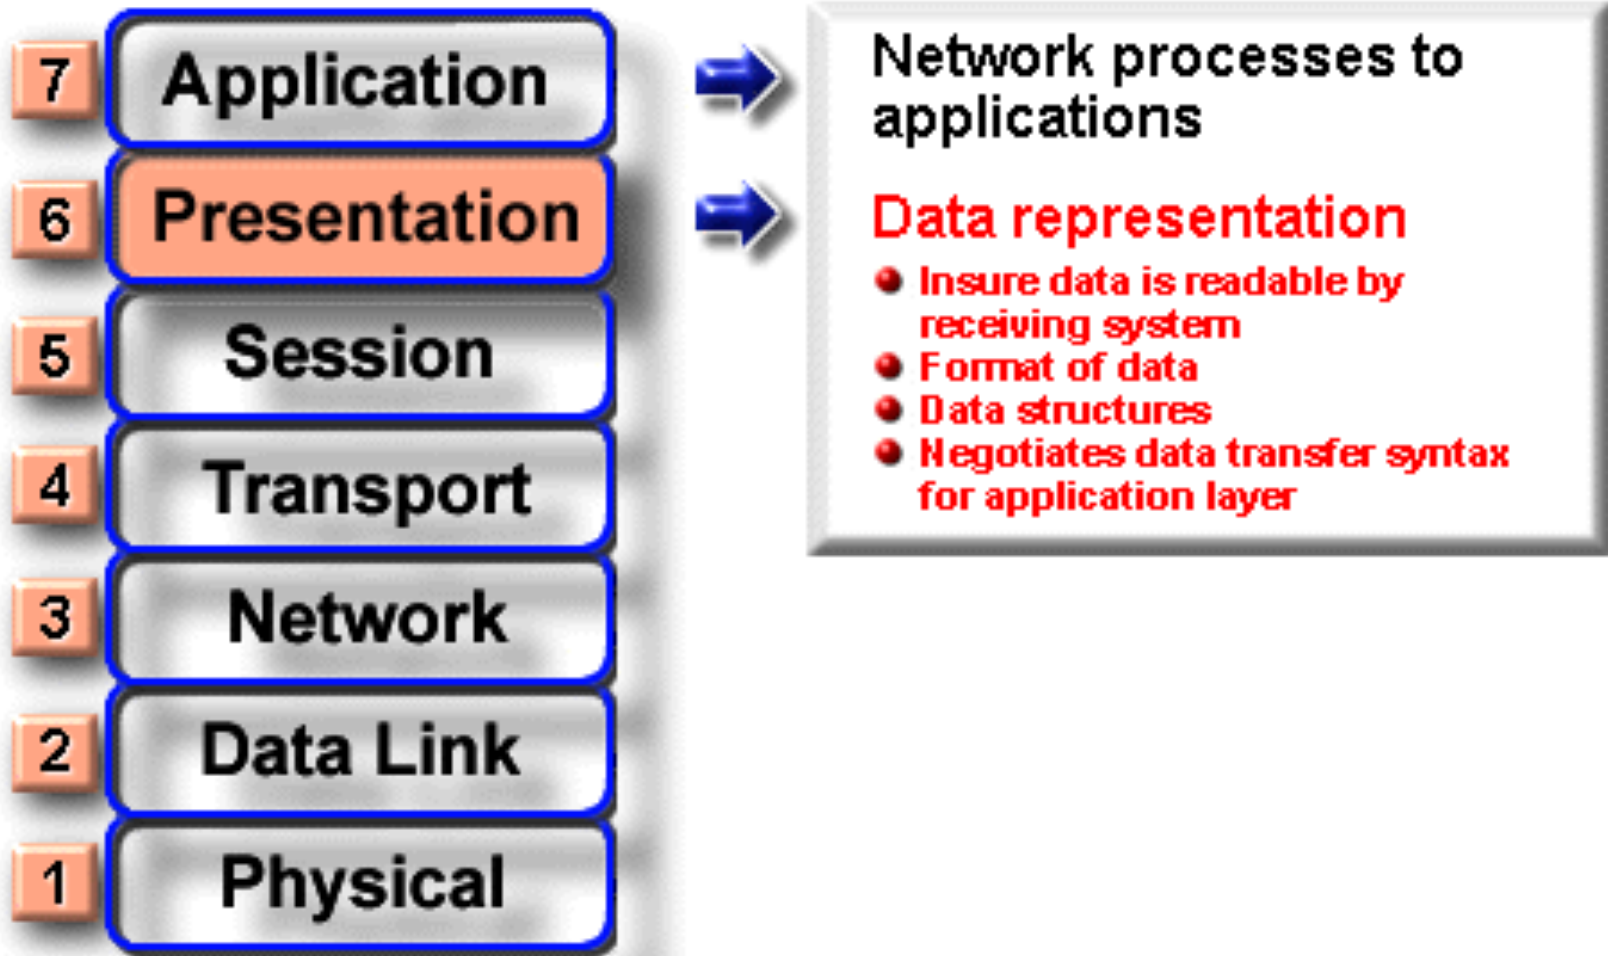 7 Application
6 Presentation
5 Session
4 Transport
3 Network
2 Data Link
1 Physical
Network processes to
applications
Data representation
Insure data is readable by
receiving system
Format of data
Data structures
Negotiates data transfer syntax
for application layer